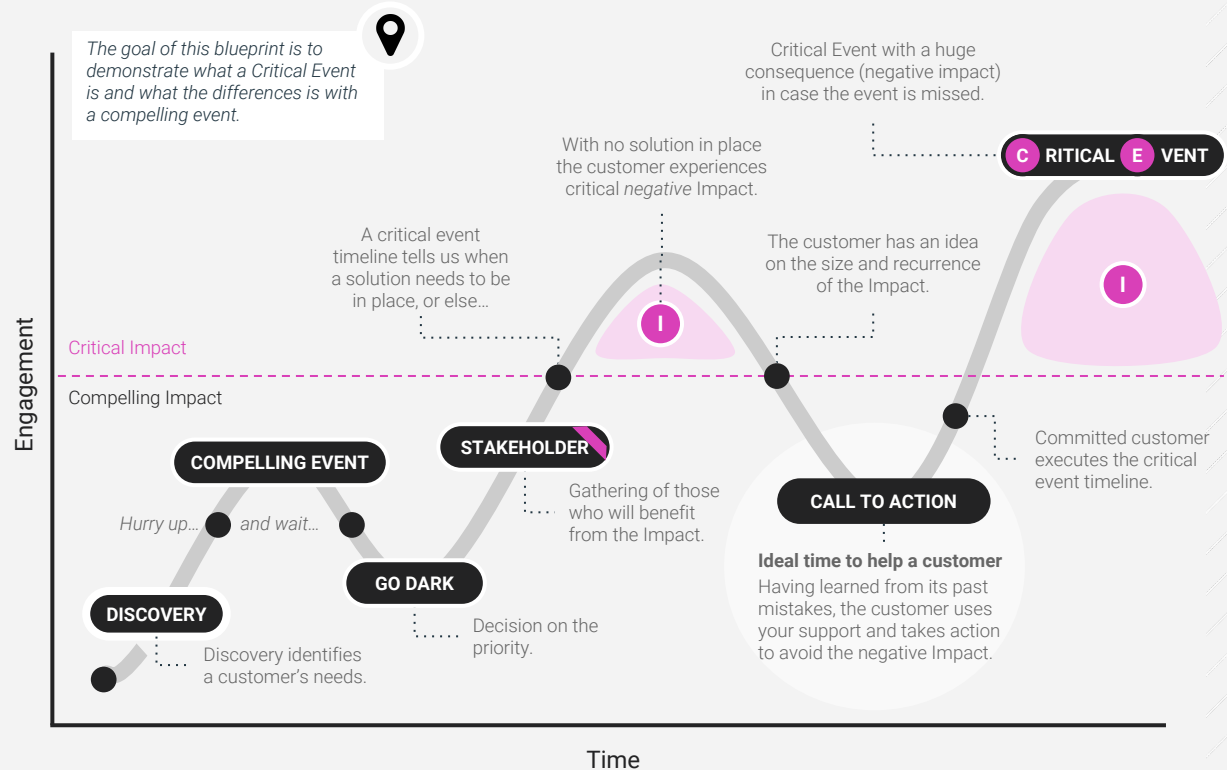 The goal of this blueprint is to
demonstrate what a Critical Event
is and what the differences is with
a compelling event.
Critical Event with a huge
consequence (negative impact)
in case the event is missed.
CRITICAL EVENT
With no solution in place
the customer experiences
critical negative Impact.
A critical event
timeline tells us when
a solution needs to be
in place, or else…
The customer has an idea
on the size and recurrence
of the Impact.
I
I
Engagement
Critical Impact
Compelling Impact
COMPELLING EVENT
STAKEHOLDER
Hurry up…
and wait…
Gathering of those
who will benefit
from the Impact.
CALL TO ACTION
Committed customer
executes the critical
event timeline.
GO DARK
Ideal time to help a customer
Having learned from its past
mistakes, the customer uses
your support and takes action
to avoid the negative Impact.
DISCOVERY
Decision on the
priority.
Discovery identifies
a customer's needs.
Time